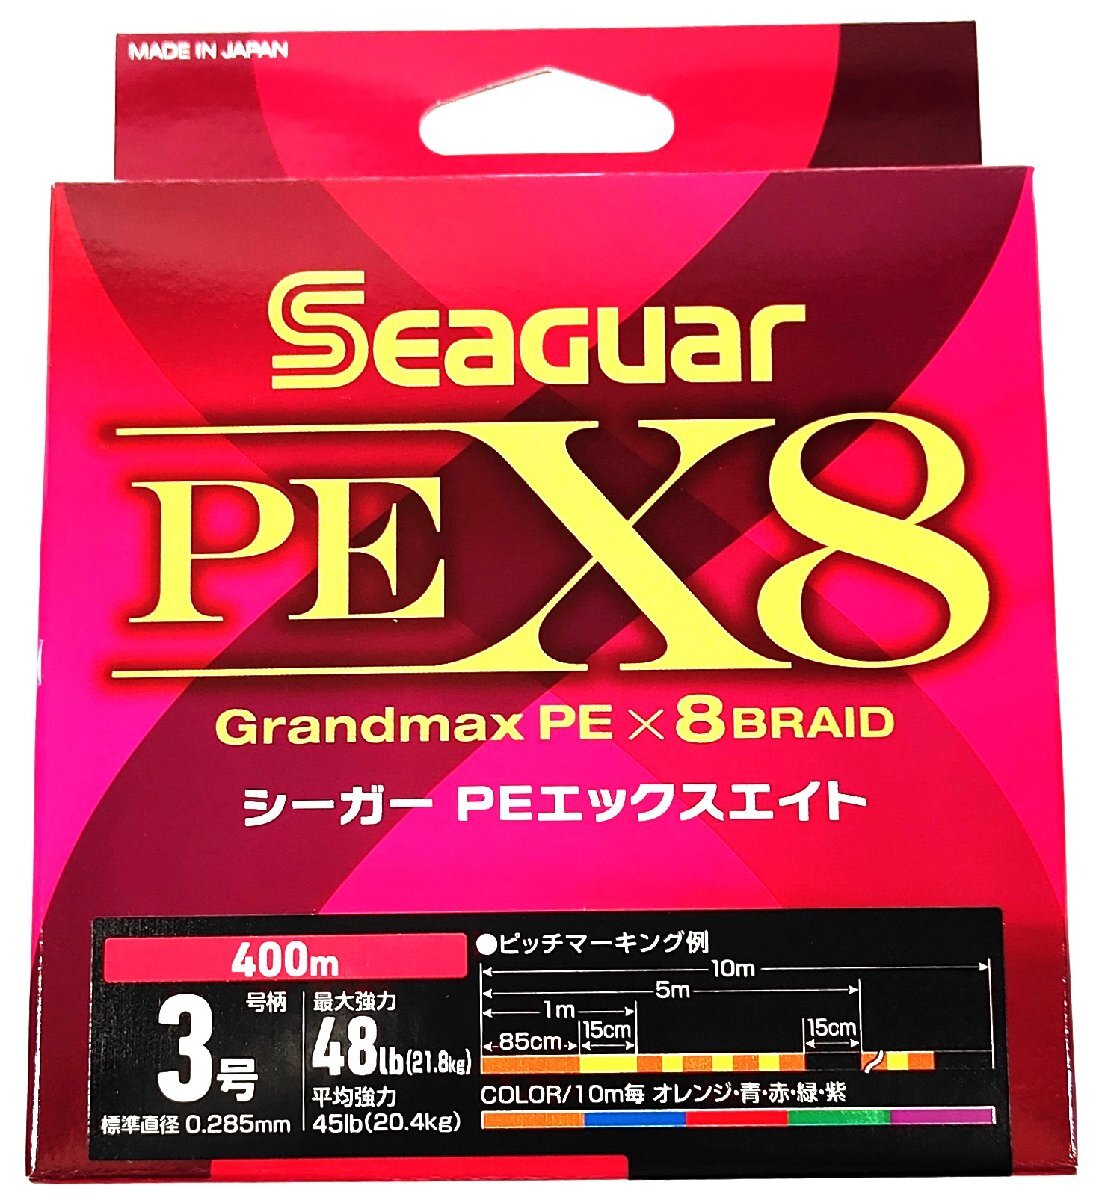 MADE IN JAPAN
Seaguar
PE X8
Grandmax PE × 8 BRAID
シーガー PEエックスエイト
400m
3号
号柄
標準直径 0.285mm
最大強力
48lb(21.8kg)
平均強力
45lb(20.4kg)
●ピッチマーキング例
10m
5m
1m
85cm 15cm 15cm
COLOR/10m毎 オレンジ・青・赤・緑・紫